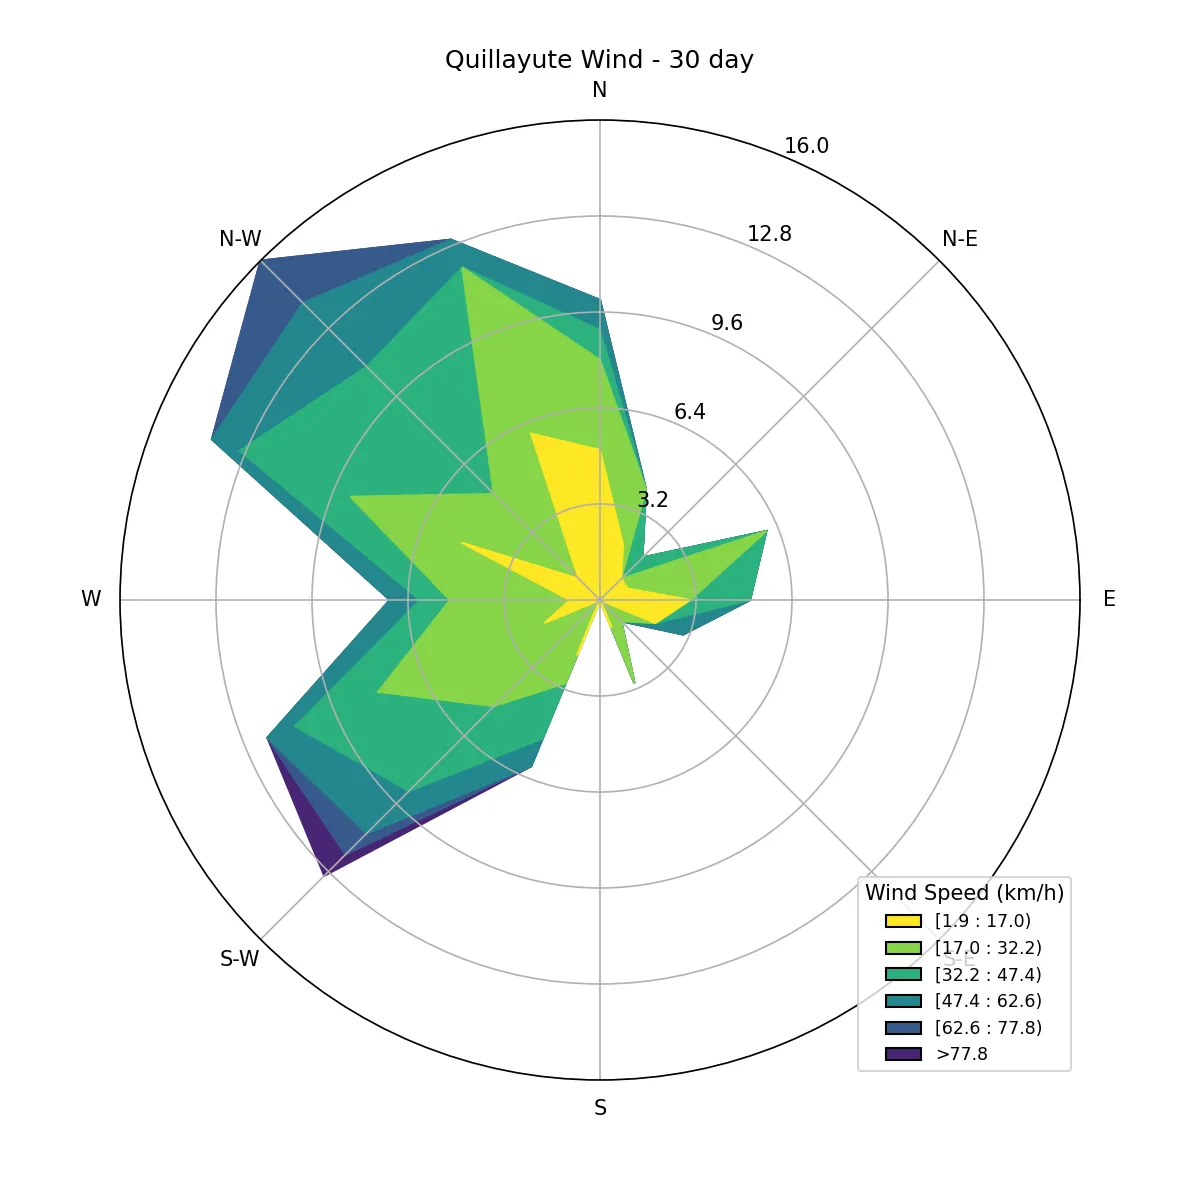 Quillayute Wind - 30 day
N
16.0
N-W
12.8
N-E
9.6
6.4
3.2
W
E
S-W
S-E
Wind Speed (km/h)
[1.9 : 17.0)
[17.0 : 32.2)
[32.2 : 47.4)
[47.4 : 62.6)
[62.6 : 77.8)
>77.8
S